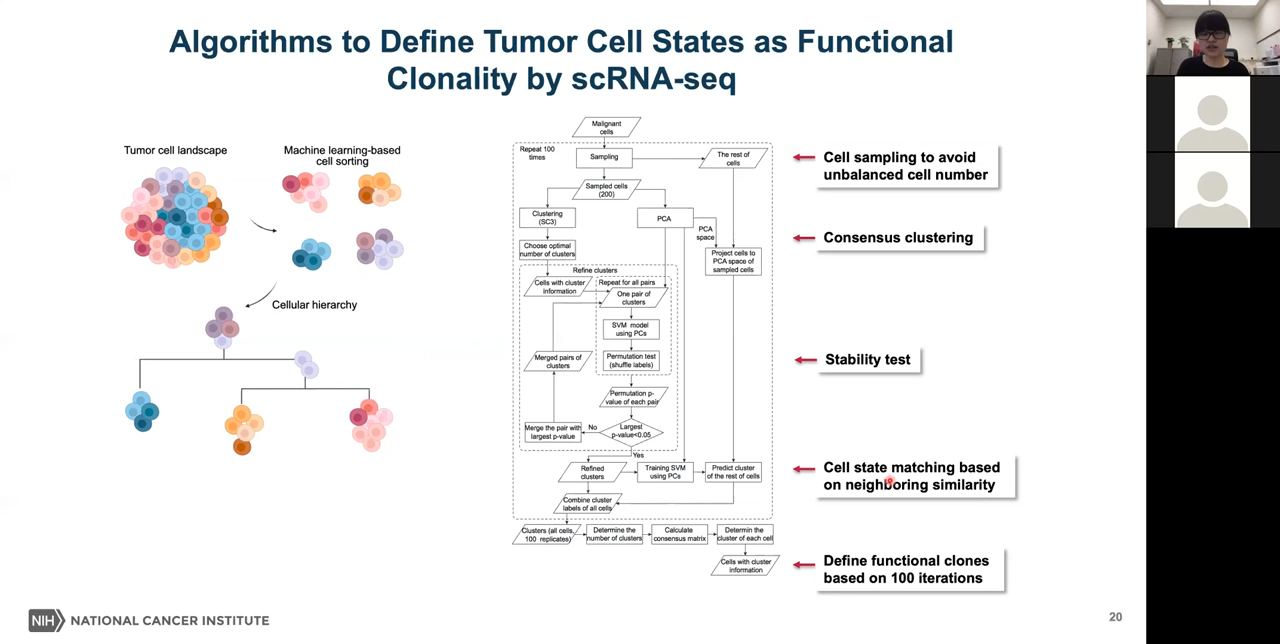 Algorithms to Define Tumor Cell States as Functional
Clonality by scRNA-seq
Tumor cell landscape
Machine learning-based
cell sorting
Cellular hierarchy
Malignant
cells
Repeat 100
times
Sampling
The rest of
cells
Sampled cells
(200)
Clustering
(SC3)
PCA
PCA
space
Choose optimal
number of clusters
Project cells to
PCA space of
sampled cells
Refine clusters
Cells with cluster
information
Repeat for all pairs
One pair of
clusters
SVM model
using PCs
Merged pairs of
clusters
Permutation test
(shuffle labels)
Permutation p-
value of each pair
Merge the pair with
largest p-value
No
Largest
p-value<0.05
Yes
Refined
clusters
Training SVM
using PCs
Predict cluster
of the rest of cells
Combine cluster
labels of all cells
Clusters (all cells,
100 replicates)
Determine the
number of clusters
Calculate
consensus matrix
Determin the
cluster of each cell
Cells with cluster
information
Cell sampling to avoid
unbalanced cell number
Consensus clustering
Stability test
Cell state matching based
on neighboring similarity
Define functional clones
based on 100 iterations
NIH NATIONAL CANCER INSTITUTE
20